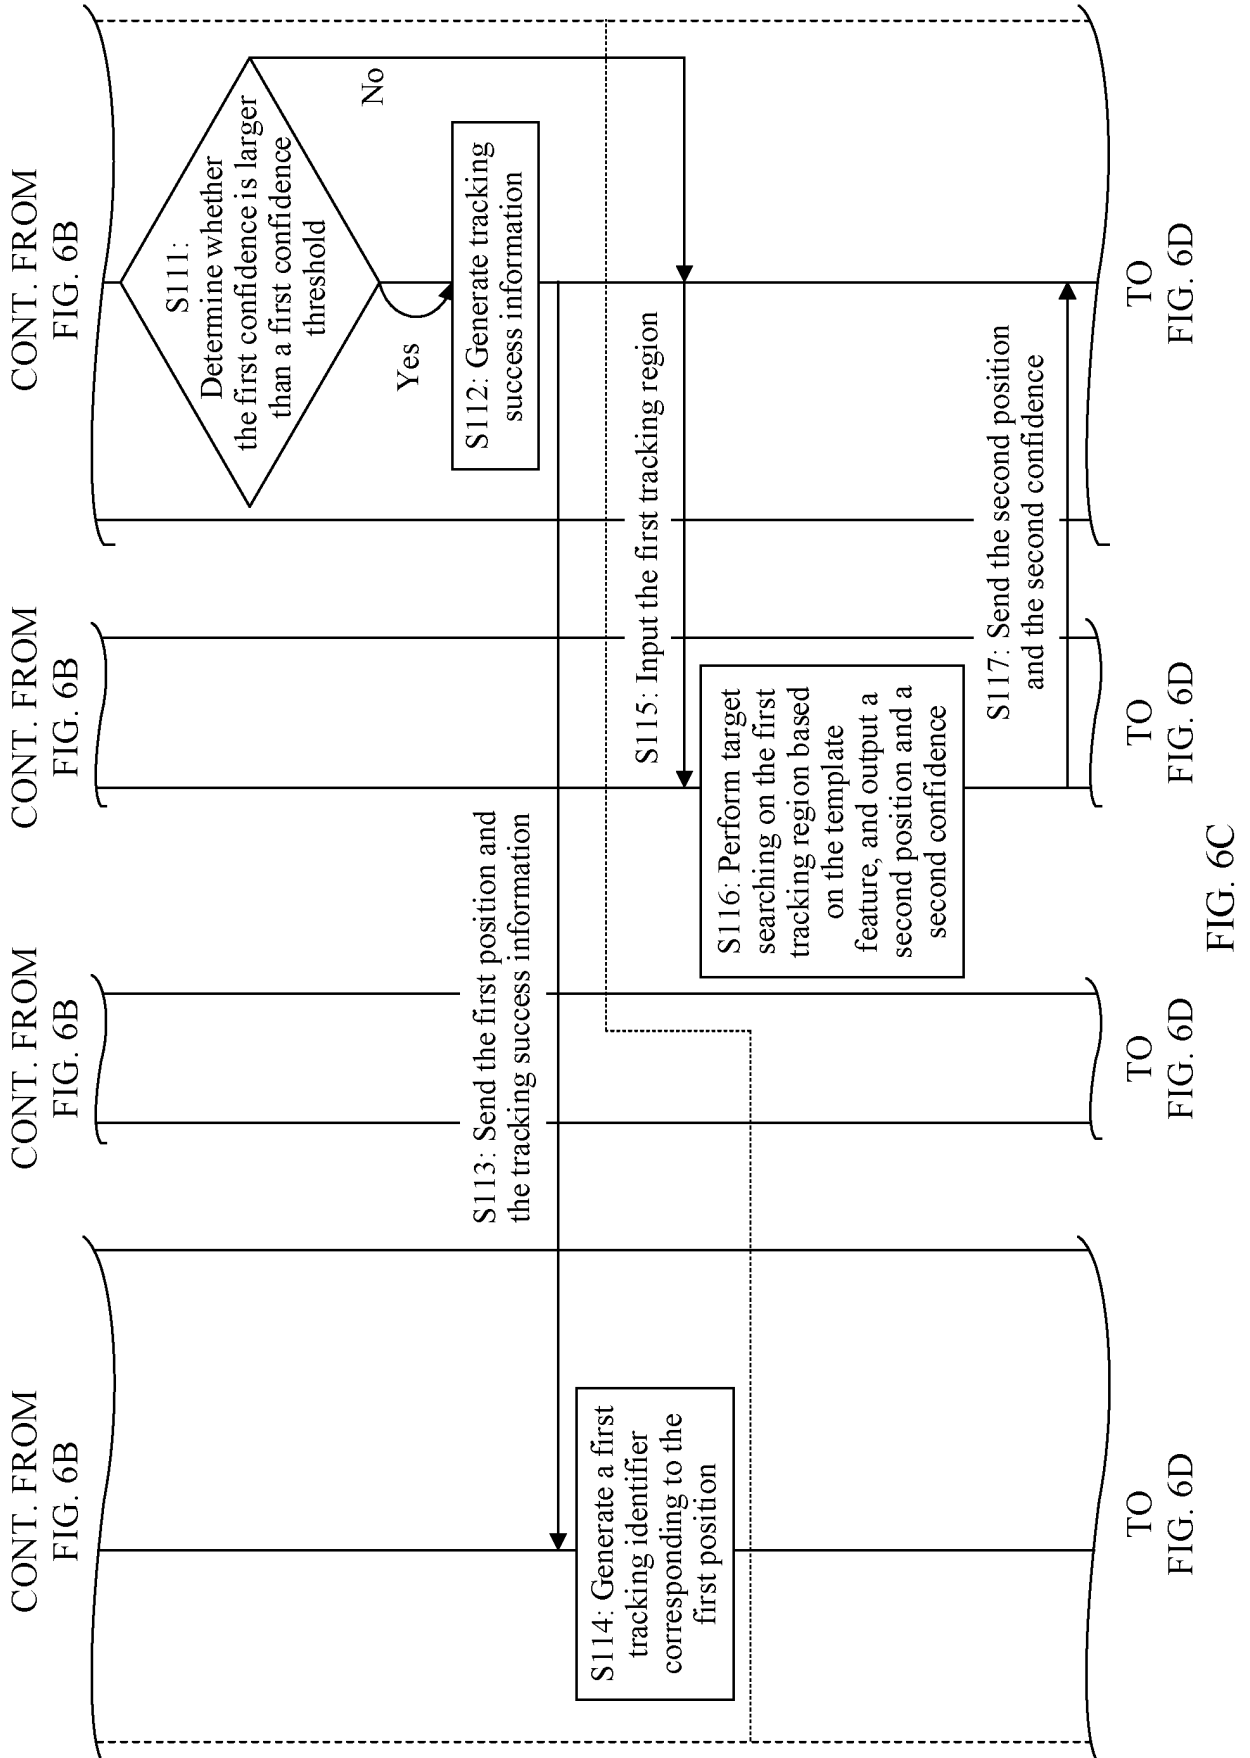 CONT. FROM
FIG. 6B
CONT. FROM
FIG. 6B
CONT. FROM
FIG. 6B
CONT. FROM
FIG. 6B
S111:
Determine whether
the first confidence is larger
than a first confidence
threshold
No
Yes
S112: Generate tracking
success information
S113: Send the first position and
the tracking success information
S114: Generate a first
tracking identifier
corresponding to the
first position
S115: Input the first tracking region
S116: Perform target
searching on the first
tracking region based
on the template
feature, and output a
second position and a
second confidence
S117: Send the second position
and the second confidence
TO
FIG. 6D
TO
FIG. 6D
TO
FIG. 6D
TO
FIG. 6D
FIG. 6C